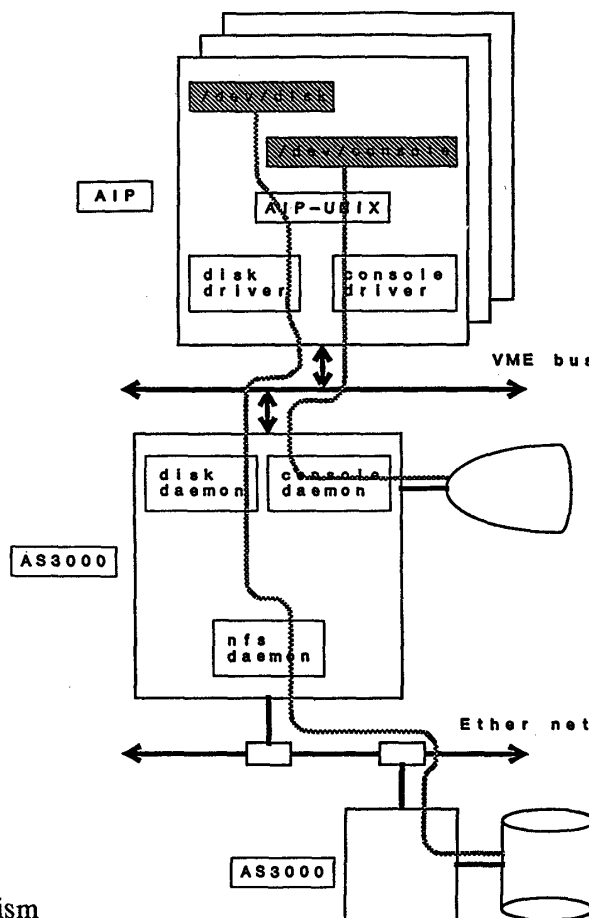 /dev/disk
/dev/console
AIP
AIP-UNIX
disk
driver
console
driver
VME bus
disk
daemon
console
daemon
AS3000
nfs
daemon
Ether net
AS3000
ism